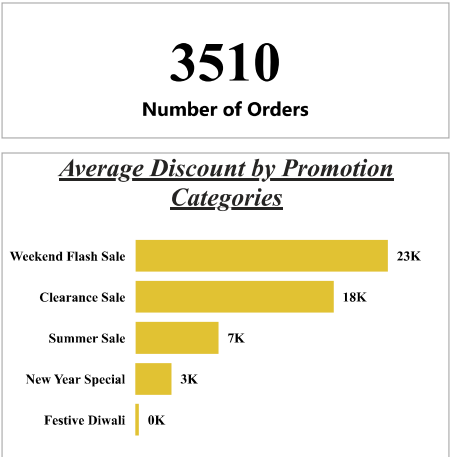 3510
Number of Orders
Average Discount by Promotion
Categories
Weekend Flash Sale 23K
Clearance Sale 18K
Summer Sale 7K
New Year Special 3K
Festive Diwali 0K